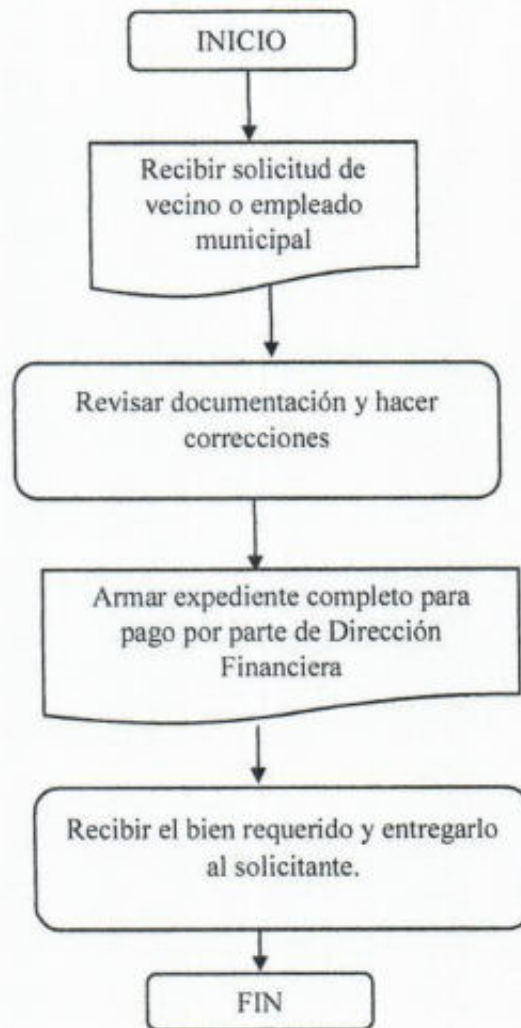 INICIO
Recibir solicitud de
vecino o empleado
municipal
Revisar documentación y hacer
correcciones
Armar expediente completo para
pago por parte de Dirección
Financiera
Recibir el bien requerido y entregarlo
al solicitante.
FIN